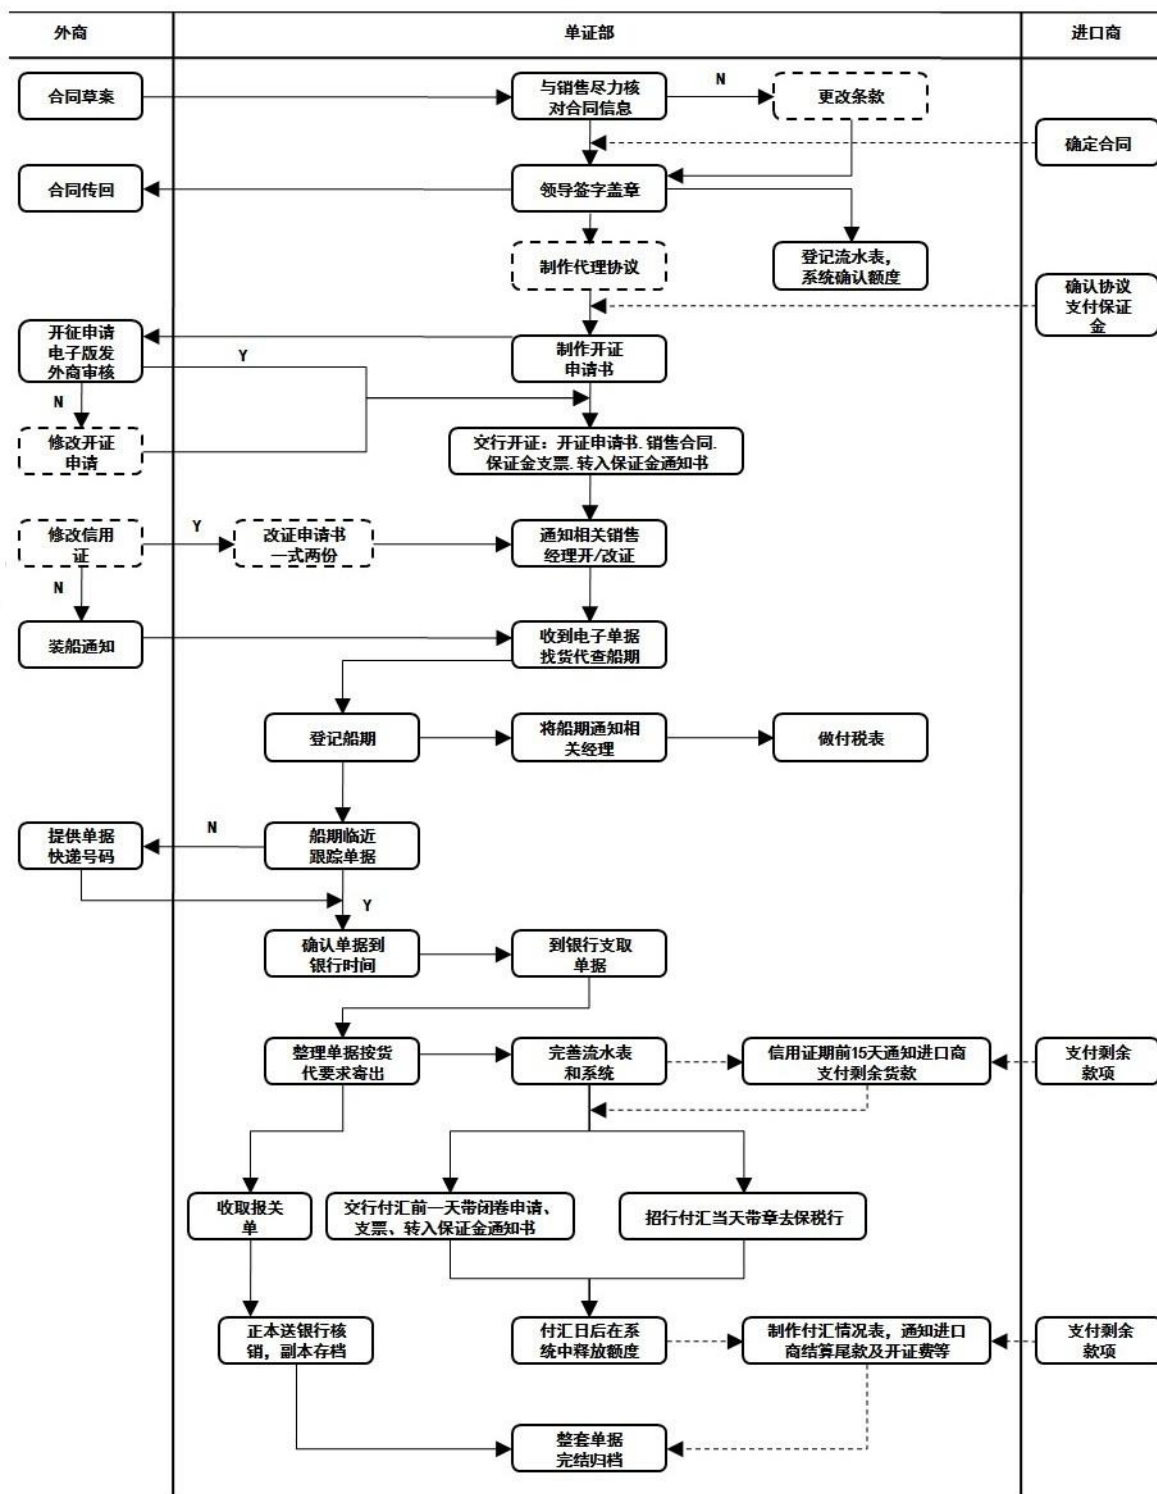 外商
单证部
进口商
合同草案
与销售尽力核
对合同信息
N
更改条款
确定合同
合同传回
领导签字盖章
制作代理协议
登记流水表，
系统确认额度
确认协议
支付保证
金
开征申请
电子版发
外商审核
Y
制作开证
申请书
N
修改开证
申请
交行开证：开证申请书.销售合同.
保证金支票.转入保证金通知书
修改信用
证
Y
改证申请书
一式两份
通知相关销售
经理开/改证
N
装船通知
收到电子单据
找货代查船期
登记船期
将船期通知相
关经理
做付税表
提供单据
快递号码
N
船期临近
跟踪单据
Y
确认单据到
银行时间
到银行支取
单据
整理单据按货
代要求寄出
完善流水表
和系统
信用证期前15天通知进口商
支付剩余货款
支付剩余
款项
收取报关
单
交行付汇前一天带闭卷申请、
支票、转入保证金通知书
招行付汇当天带章去保税行
正本送银行核
销，副本存档
付汇日后在系
统中释放额度
制作付汇情况表，通知进口
商结算尾款及开证费等
支付剩余
款项
整套单据
完结归档